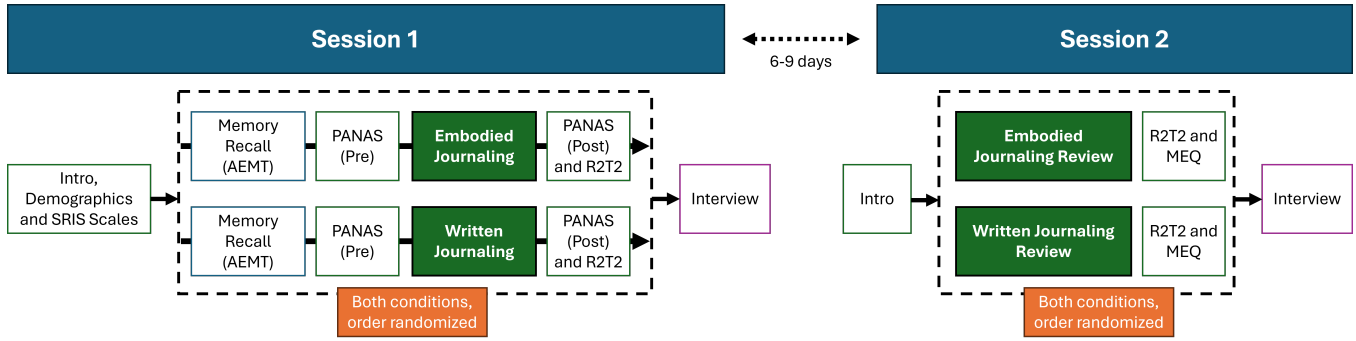 Session 1
6-9 days
Session 2
Intro,
Demographics
and SRIS Scales
Memory
Recall
(AEMT)
PANAS
(Pre)
Embodied
Journaling
PANAS
(Post)
and R2T2
Memory
Recall
(AEMT)
PANAS
(Pre)
Written
Journaling
PANAS
(Post)
and R2T2
Both conditions,
order randomized
Interview
Intro
Embodied
Journaling Review
R2T2 and
MEQ
Written Journaling
Review
R2T2 and
MEQ
Both conditions,
order randomized
Interview